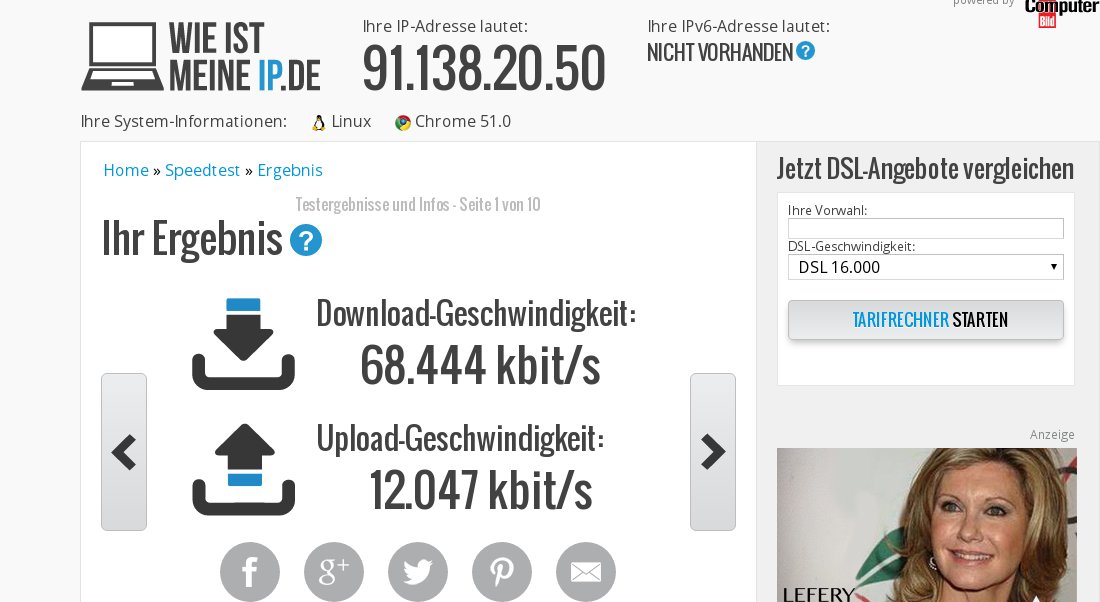 powered by
Computer
Bild
WIE IST
MEINE IP.DE
Ihre IP-Adresse lautet:
91.138.20.50
Ihre IPv6-Adresse lautet:
NICHT VORHANDEN ?
Ihre System-Informationen: Linux Chrome 51.0
Home » Speedtest » Ergebnis
Testergebnisse und Infos - Seite 1 von 10
Ihr Ergebnis ?
Download-Geschwindigkeit:
68.444 kbit/s
Upload-Geschwindigkeit:
12.047 kbit/s
f g+
Jetzt DSL-Angebote vergleichen
Ihre Vorwahl:
DSL-Geschwindigkeit:
DSL 16.000
TARIFRECHNER STARTEN
Anzeige
LEFERY